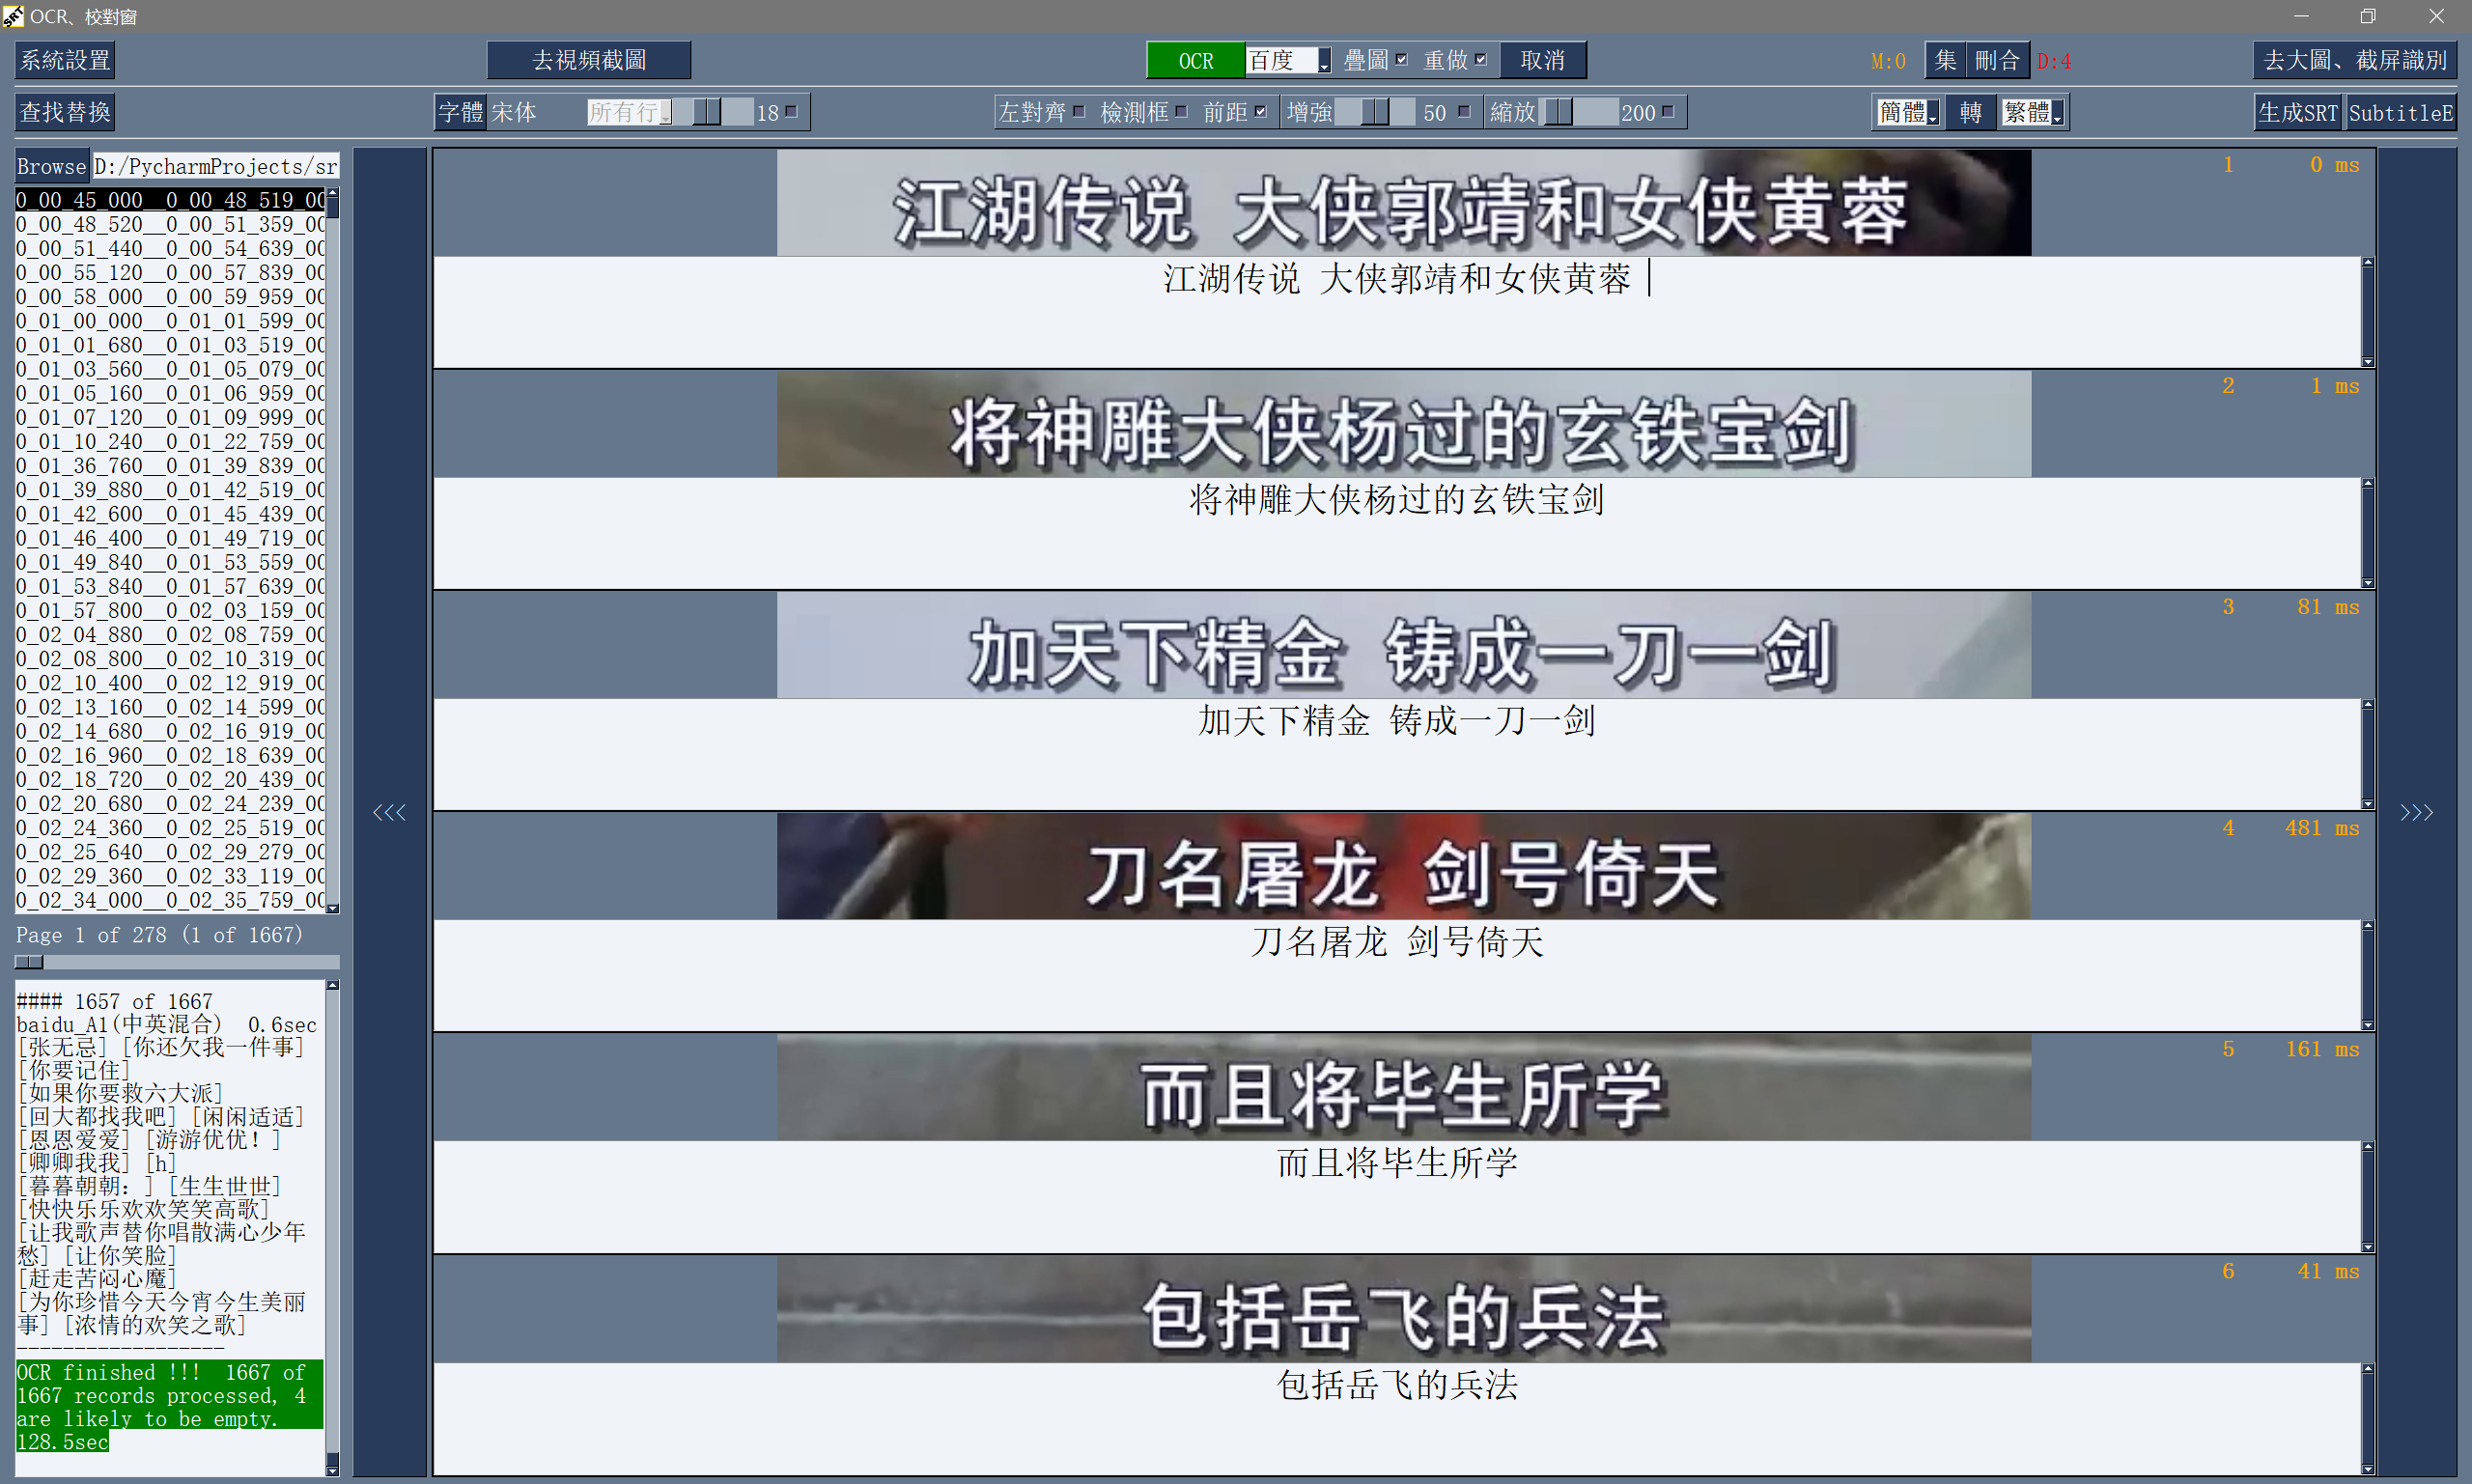 SRT OCR、校對窗
系統設置 去視頻截圖 OCR 百度 疊圖 重做 取消 M:0 集 刪合 D:4 去大圖、截屏識別
查找替換 字體 宋体 所有行 18 左對齊 檢測框 前距 增強 50 縮放 200 簡體 轉 繁體 生成SRT SubtitleE
Browse D:/PycharmProjects/sr
0_00_45_000__0_00_48_519_00
0_00_48_520__0_00_51_359_00
0_00_51_440__0_00_54_639_00
0_00_55_120__0_00_57_839_00
0_00_58_000__0_00_59_959_00
0_01_00_000__0_01_01_599_00
0_01_01_680__0_01_03_519_00
0_01_03_560__0_01_05_079_00
0_01_05_160__0_01_06_959_00
0_01_07_120__0_01_09_999_00
0_01_10_240__0_01_22_759_00
0_01_36_760__0_01_39_839_00
0_01_39_880__0_01_42_519_00
0_01_42_600__0_01_45_439_00
0_01_46_400__0_01_49_719_00
0_01_49_840__0_01_53_559_00
0_01_53_840__0_01_57_639_00
0_01_57_800__0_02_03_159_00
0_02_04_880__0_02_08_759_00
0_02_08_800__0_02_10_319_00
0_02_10_400__0_02_12_919_00
0_02_13_160__0_02_14_599_00
0_02_14_680__0_02_16_919_00
0_02_16_960__0_02_18_639_00
0_02_18_720__0_02_20_439_00
0_02_20_680__0_02_24_239_00
0_02_24_360__0_02_25_519_00
0_02_25_640__0_02_29_279_00
0_02_29_360__0_02_33_119_00
0_02_34_000__0_02_35_759_00
Page 1 of 278 (1 of 1667)
#### 1657 of 1667
baidu_A1(中英混合) 0.6sec
[张无忌] [你还欠我一件事]
[你要记住]
[如果你要救六大派]
[回大都找我吧] [闲闲适适]
[恩恩爱爱] [游游优优！]
[卿卿我我] [h]
[暮暮朝朝：] [生生世世]
[快快乐乐欢欢笑笑高歌]
[让我歌声替你唱散满心少年
愁] [让你笑脸]
[赶走苦闷心魔]
[为你珍惜今天今宵今生美丽
事] [浓情的欢笑之歌]
------------------
OCR finished !!! 1667 of
1667 records processed, 4
are likely to be empty.
128.5sec
<<<
江湖传说 大侠郭靖和女侠黄蓉 1 0 ms
江湖传说 大侠郭靖和女侠黄蓉
将神雕大侠杨过的玄铁宝剑 2 1 ms
将神雕大侠杨过的玄铁宝剑
加天下精金 铸成一刀一剑 3 81 ms
加天下精金 铸成一刀一剑
刀名屠龙 剑号倚天 4 481 ms
刀名屠龙 剑号倚天
而且将毕生所学 5 161 ms
而且将毕生所学
包括岳飞的兵法 6 41 ms
包括岳飞的兵法
>>>